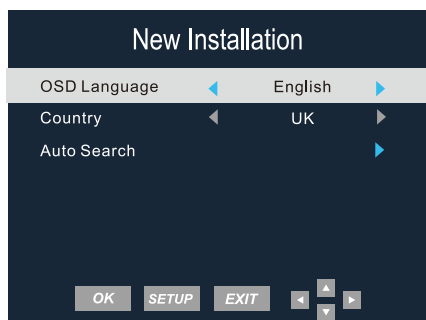 New Installation
OSD Language English
Country UK
Auto Search
OK SETUP EXIT